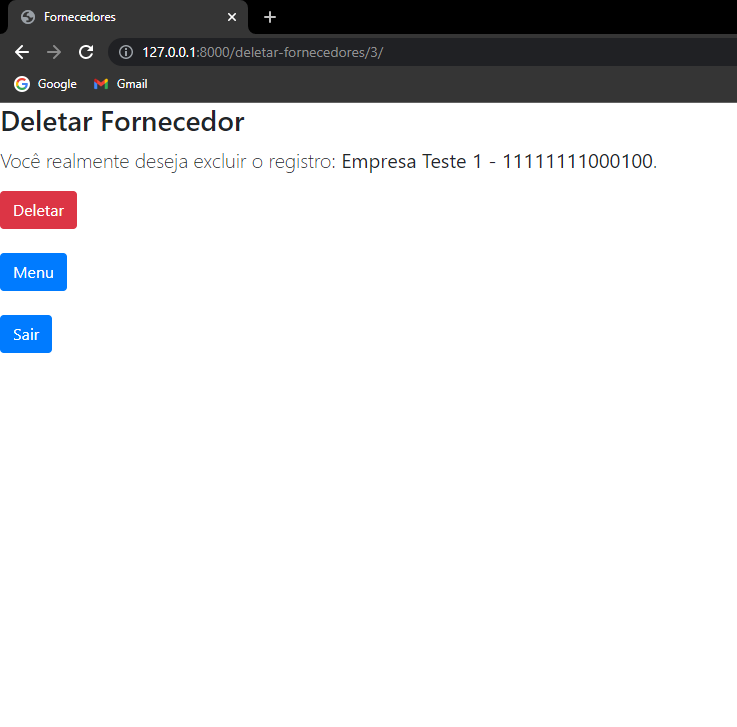 Fornecedores
127.0.0.1:8000/deletar-fornecedores/3/
Google Gmail
Deletar Fornecedor
Você realmente deseja excluir o registro: Empresa Teste 1 - 11111111000100.
Deletar
Menu
Sair